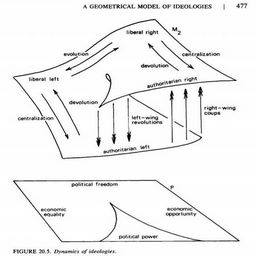 A GEOMETRICAL MODEL OF IDEOLOGIES | 477
liberal right
M2
evolution
centralization
devolution
liberal left
authoritarian right
devolution
centralization
left-wing
revolutions
right-wing
coups
authoritarian left
political freedom
P
economic
equality
economic
opportunity
political power
FIGURE 20.5. Dynamics of ideologies.